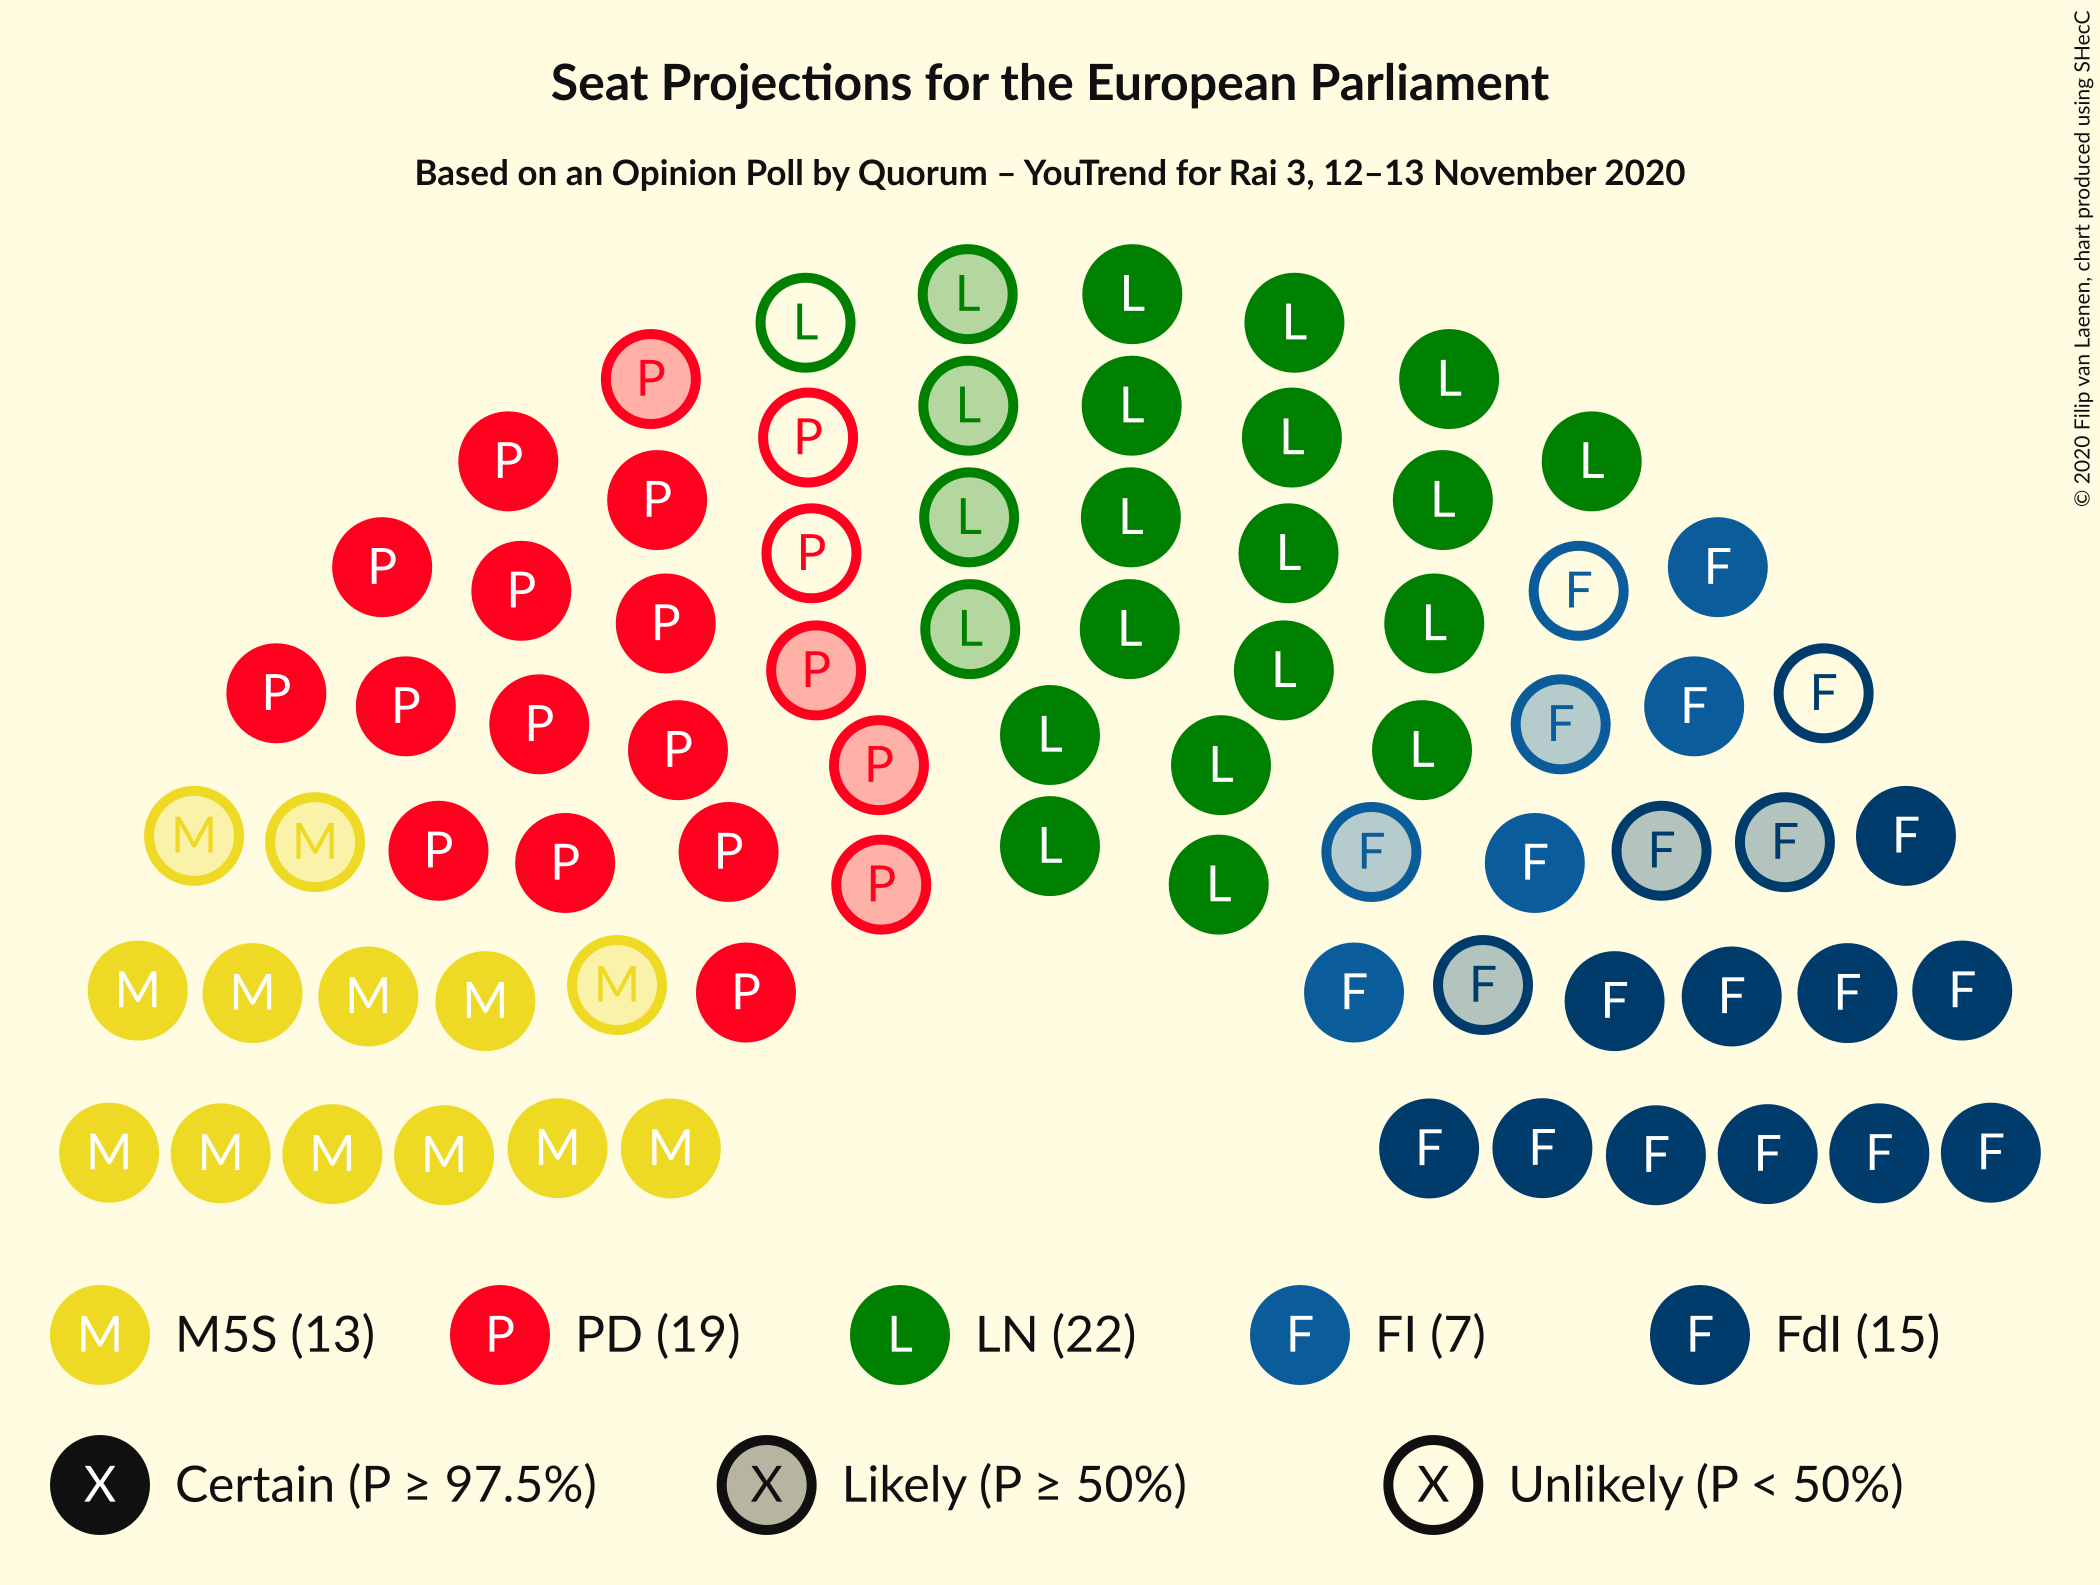 Seat Projections for the European Parliament
Based on an Opinion Poll by Quorum – YouTrend for Rai 3, 12–13 November 2020
© 2020 Filip van Laenen, chart produced using SHecC
L L L L
P L L
P P L L L L
P P L L
P P L L F F
P P L L F
P P L L
P P P P L L L F F F
P P L L F F
M M P P P P L L F F F F F
M M M M M P F F F F F F
M M M M M M F F F F F F
M M5S (13) P PD (19) L LN (22) F FI (7) F FdI (15)
X Certain (P ≥ 97.5%) X Likely (P ≥ 50%) X Unlikely (P < 50%)